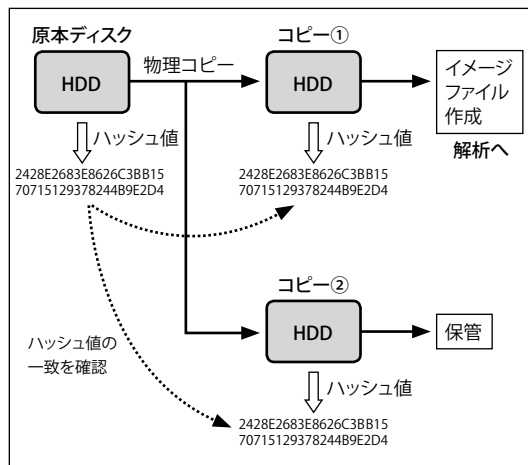 原本ディスク
HDD
物理コピー
コピー①
HDD
イメージ
ファイル
作成
解析へ
ハッシュ値
2428E2683E8626C3BB15
70715129378244B9E2D4
ハッシュ値
2428E2683E8626C3BB15
70715129378244B9E2D4
コピー②
HDD
保管
ハッシュ値の
一致を確認
ハッシュ値
2428E2683E8626C3BB15
70715129378244B9E2D4